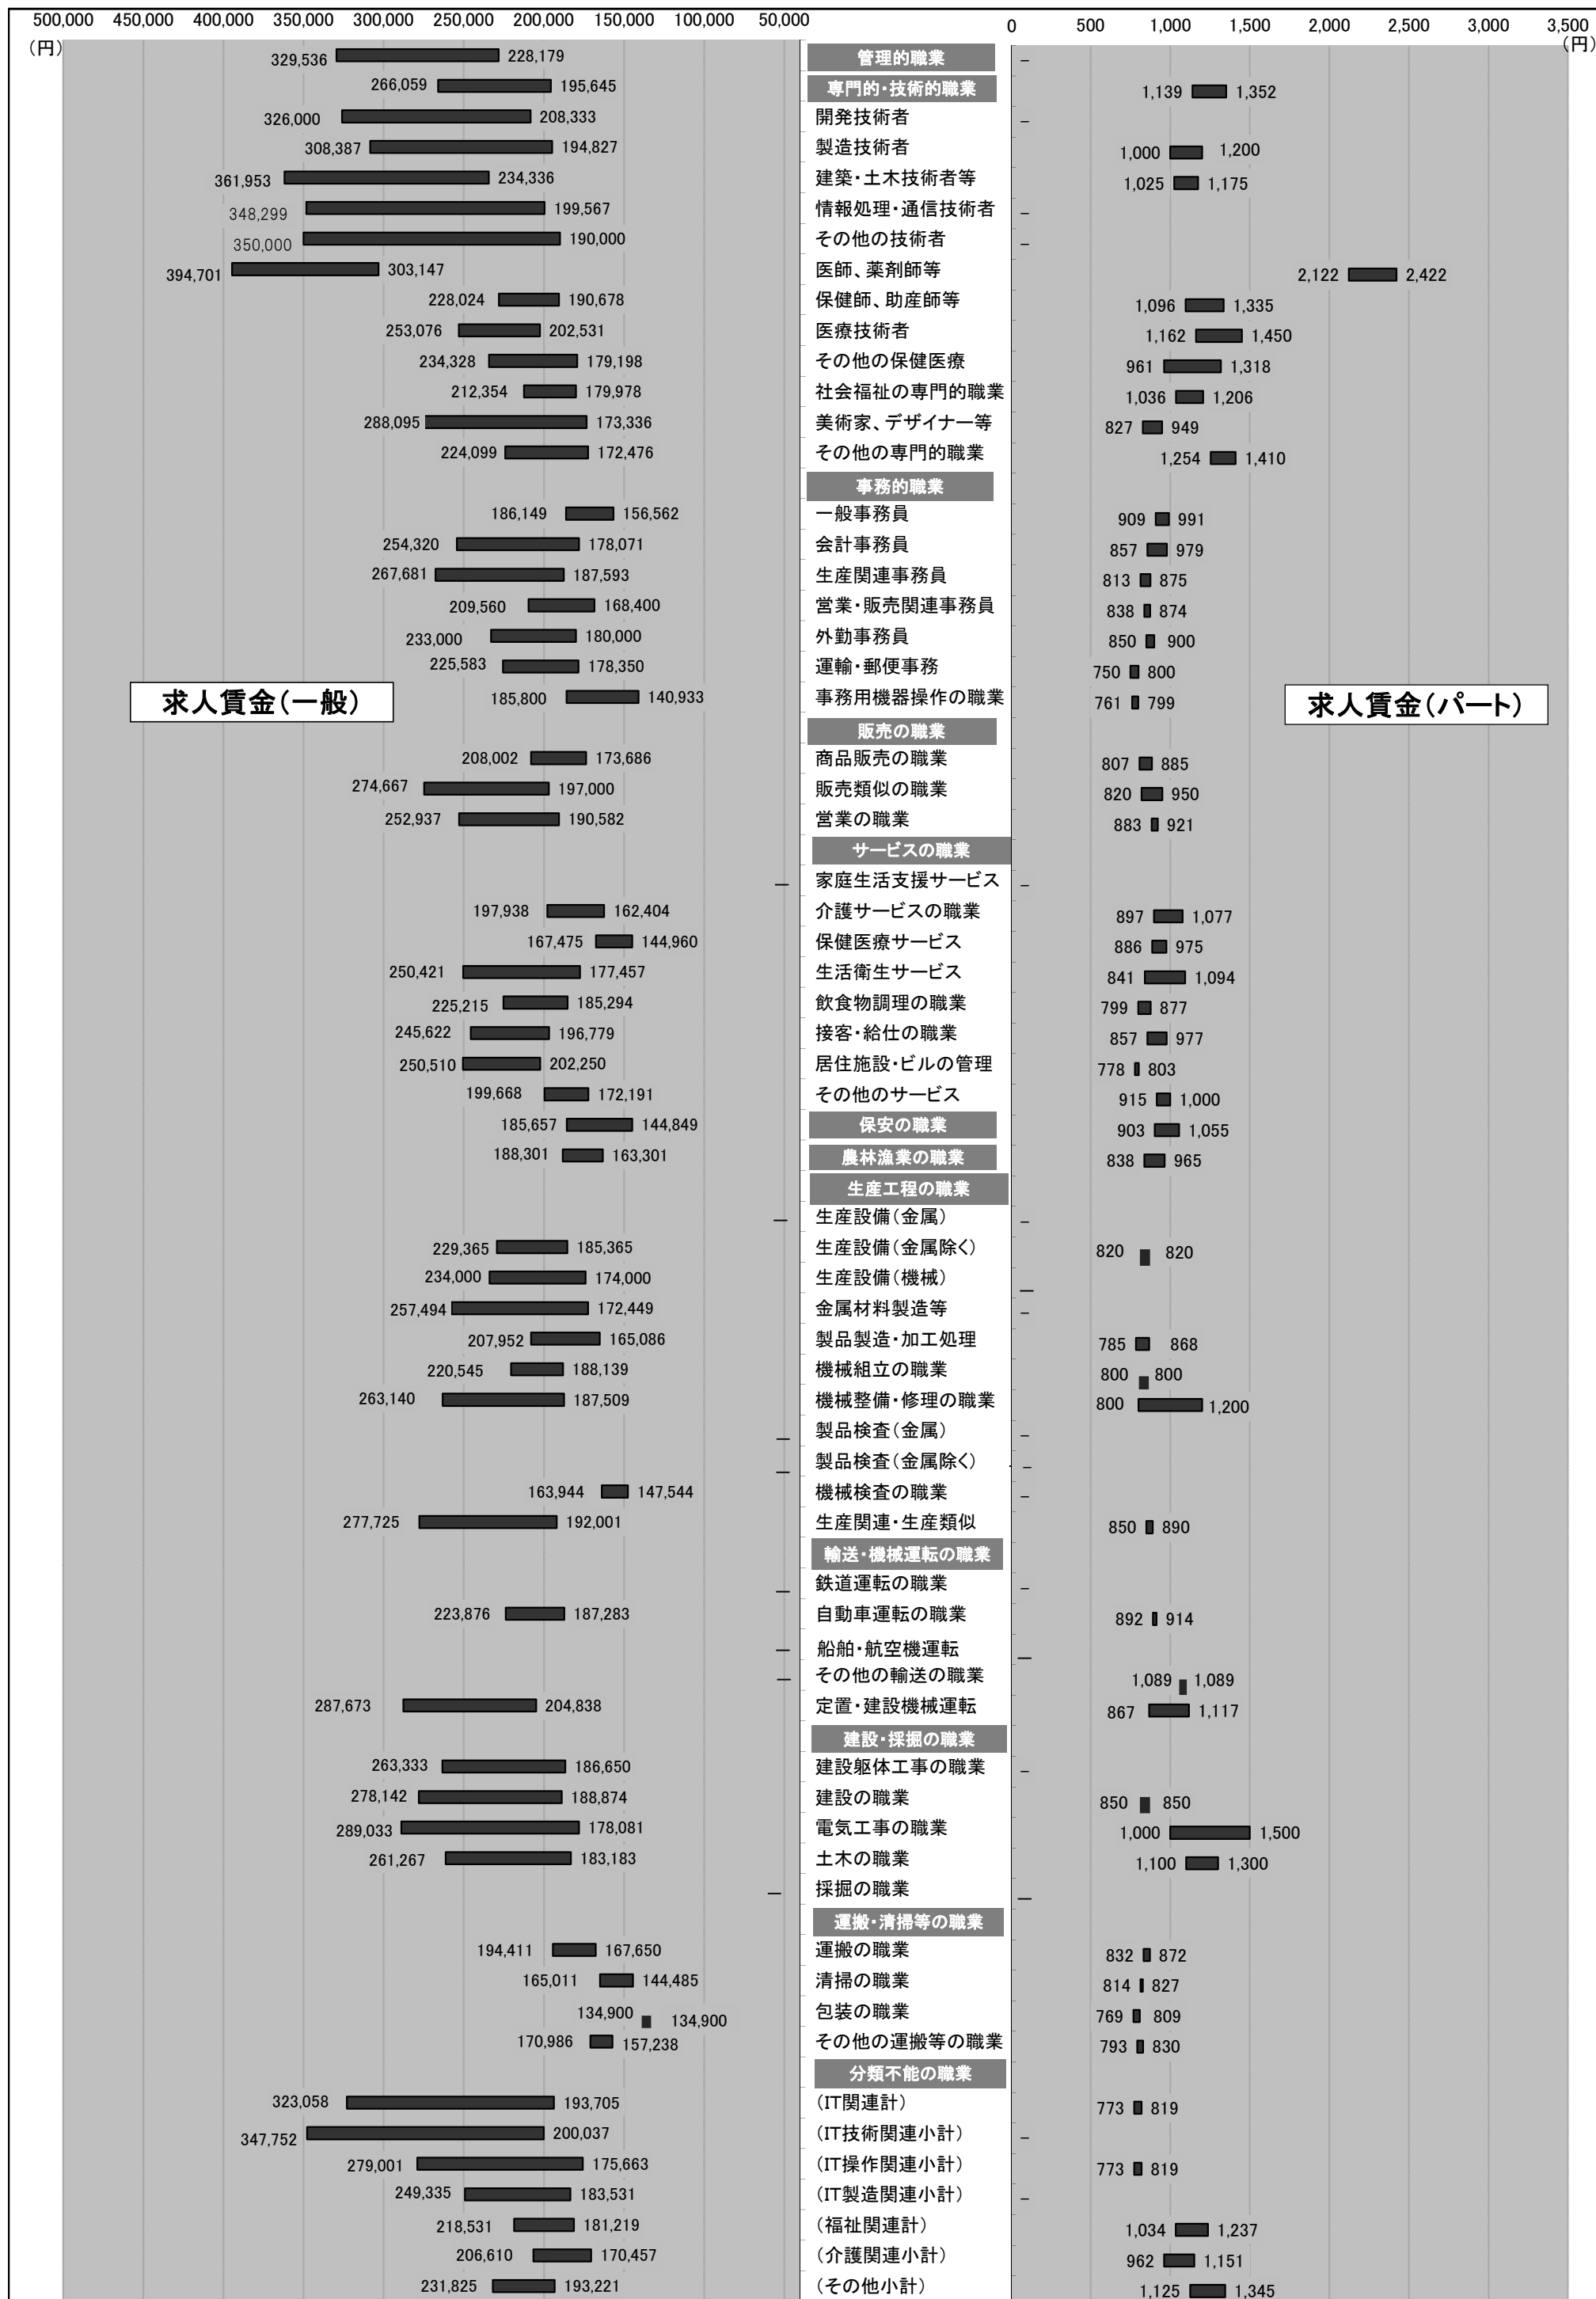 500,000 450,000 400,000 350,000 300,000 250,000 200,000 150,000 100,000 50,000 0 500 1,000 1,500 2,000 2,500 3,000 3,500
(円) (円)
329,536 228,179 管理的職業 –
266,059 195,645 専門的・技術的職業 1,139 1,352
326,000 208,333 開発技術者 –
308,387 194,827 製造技術者 1,000 1,200
361,953 234,336 建築・土木技術者等 1,025 1,175
348,299 199,567 情報処理・通信技術者 –
350,000 190,000 その他の技術者 –
394,701 303,147 医師、薬剤師等 2,122 2,422
228,024 190,678 保健師、助産師等 1,096 1,335
253,076 202,531 医療技術者 1,162 1,450
234,328 179,198 その他の保健医療 961 1,318
212,354 179,978 社会福祉の専門的職業 1,036 1,206
288,095 173,336 美術家、デザイナー等 827 949
224,099 172,476 その他の専門的職業 1,254 1,410
事務的職業
186,149 156,562 一般事務員 909 991
254,320 178,071 会計事務員 857 979
267,681 187,593 生産関連事務員 813 875
209,560 168,400 営業・販売関連事務員 838 874
233,000 180,000 外勤事務員 850 900
225,583 178,350 運輸・郵便事務 750 800
求人賃金(一般) 185,800 140,933 事務用機器操作の職業 761 799 求人賃金(パート)
販売の職業
208,002 173,686 商品販売の職業 807 885
274,667 197,000 販売類似の職業 820 950
252,937 190,582 営業の職業 883 921
サービスの職業
— 家庭生活支援サービス –
197,938 162,404 介護サービスの職業 897 1,077
167,475 144,960 保健医療サービス 886 975
250,421 177,457 生活衛生サービス 841 1,094
225,215 185,294 飲食物調理の職業 799 877
245,622 196,779 接客・給仕の職業 857 977
250,510 202,250 居住施設・ビルの管理 778 803
199,668 172,191 その他のサービス 915 1,000
185,657 144,849 保安の職業 903 1,055
188,301 163,301 農林漁業の職業 838 965
生産工程の職業
— 生産設備(金属) –
229,365 185,365 生産設備(金属除く) 820 820
234,000 174,000 生産設備(機械) —
257,494 172,449 金属材料製造等 –
207,952 165,086 製品製造・加工処理 785 868
220,545 188,139 機械組立の職業 800 800
263,140 187,509 機械整備・修理の職業 800 1,200
— 製品検査(金属) –
— 製品検査(金属除く) –
163,944 147,544 機械検査の職業 –
277,725 192,001 生産関連・生産類似 850 890
輸送・機械運転の職業
— 鉄道運転の職業 –
223,876 187,283 自動車運転の職業 892 914
— 船舶・航空機運転 —
— その他の輸送の職業 1,089 1,089
287,673 204,838 定置・建設機械運転 867 1,117
建設・採掘の職業
263,333 186,650 建設躯体工事の職業 –
278,142 188,874 建設の職業 850 850
289,033 178,081 電気工事の職業 1,000 1,500
261,267 183,183 土木の職業 1,100 1,300
— 採掘の職業 —
運搬・清掃等の職業
194,411 167,650 運搬の職業 832 872
165,011 144,485 清掃の職業 814 827
134,900 134,900 包装の職業 769 809
170,986 157,238 その他の運搬等の職業 793 830
分類不能の職業
323,058 193,705 (IT関連計) 773 819
347,752 200,037 (IT技術関連小計) –
279,001 175,663 (IT操作関連小計) 773 819
249,335 183,531 (IT製造関連小計) –
218,531 181,219 (福祉関連計) 1,034 1,237
206,610 170,457 (介護関連小計) 962 1,151
231,825 193,221 (その他小計) 1,125 1,345